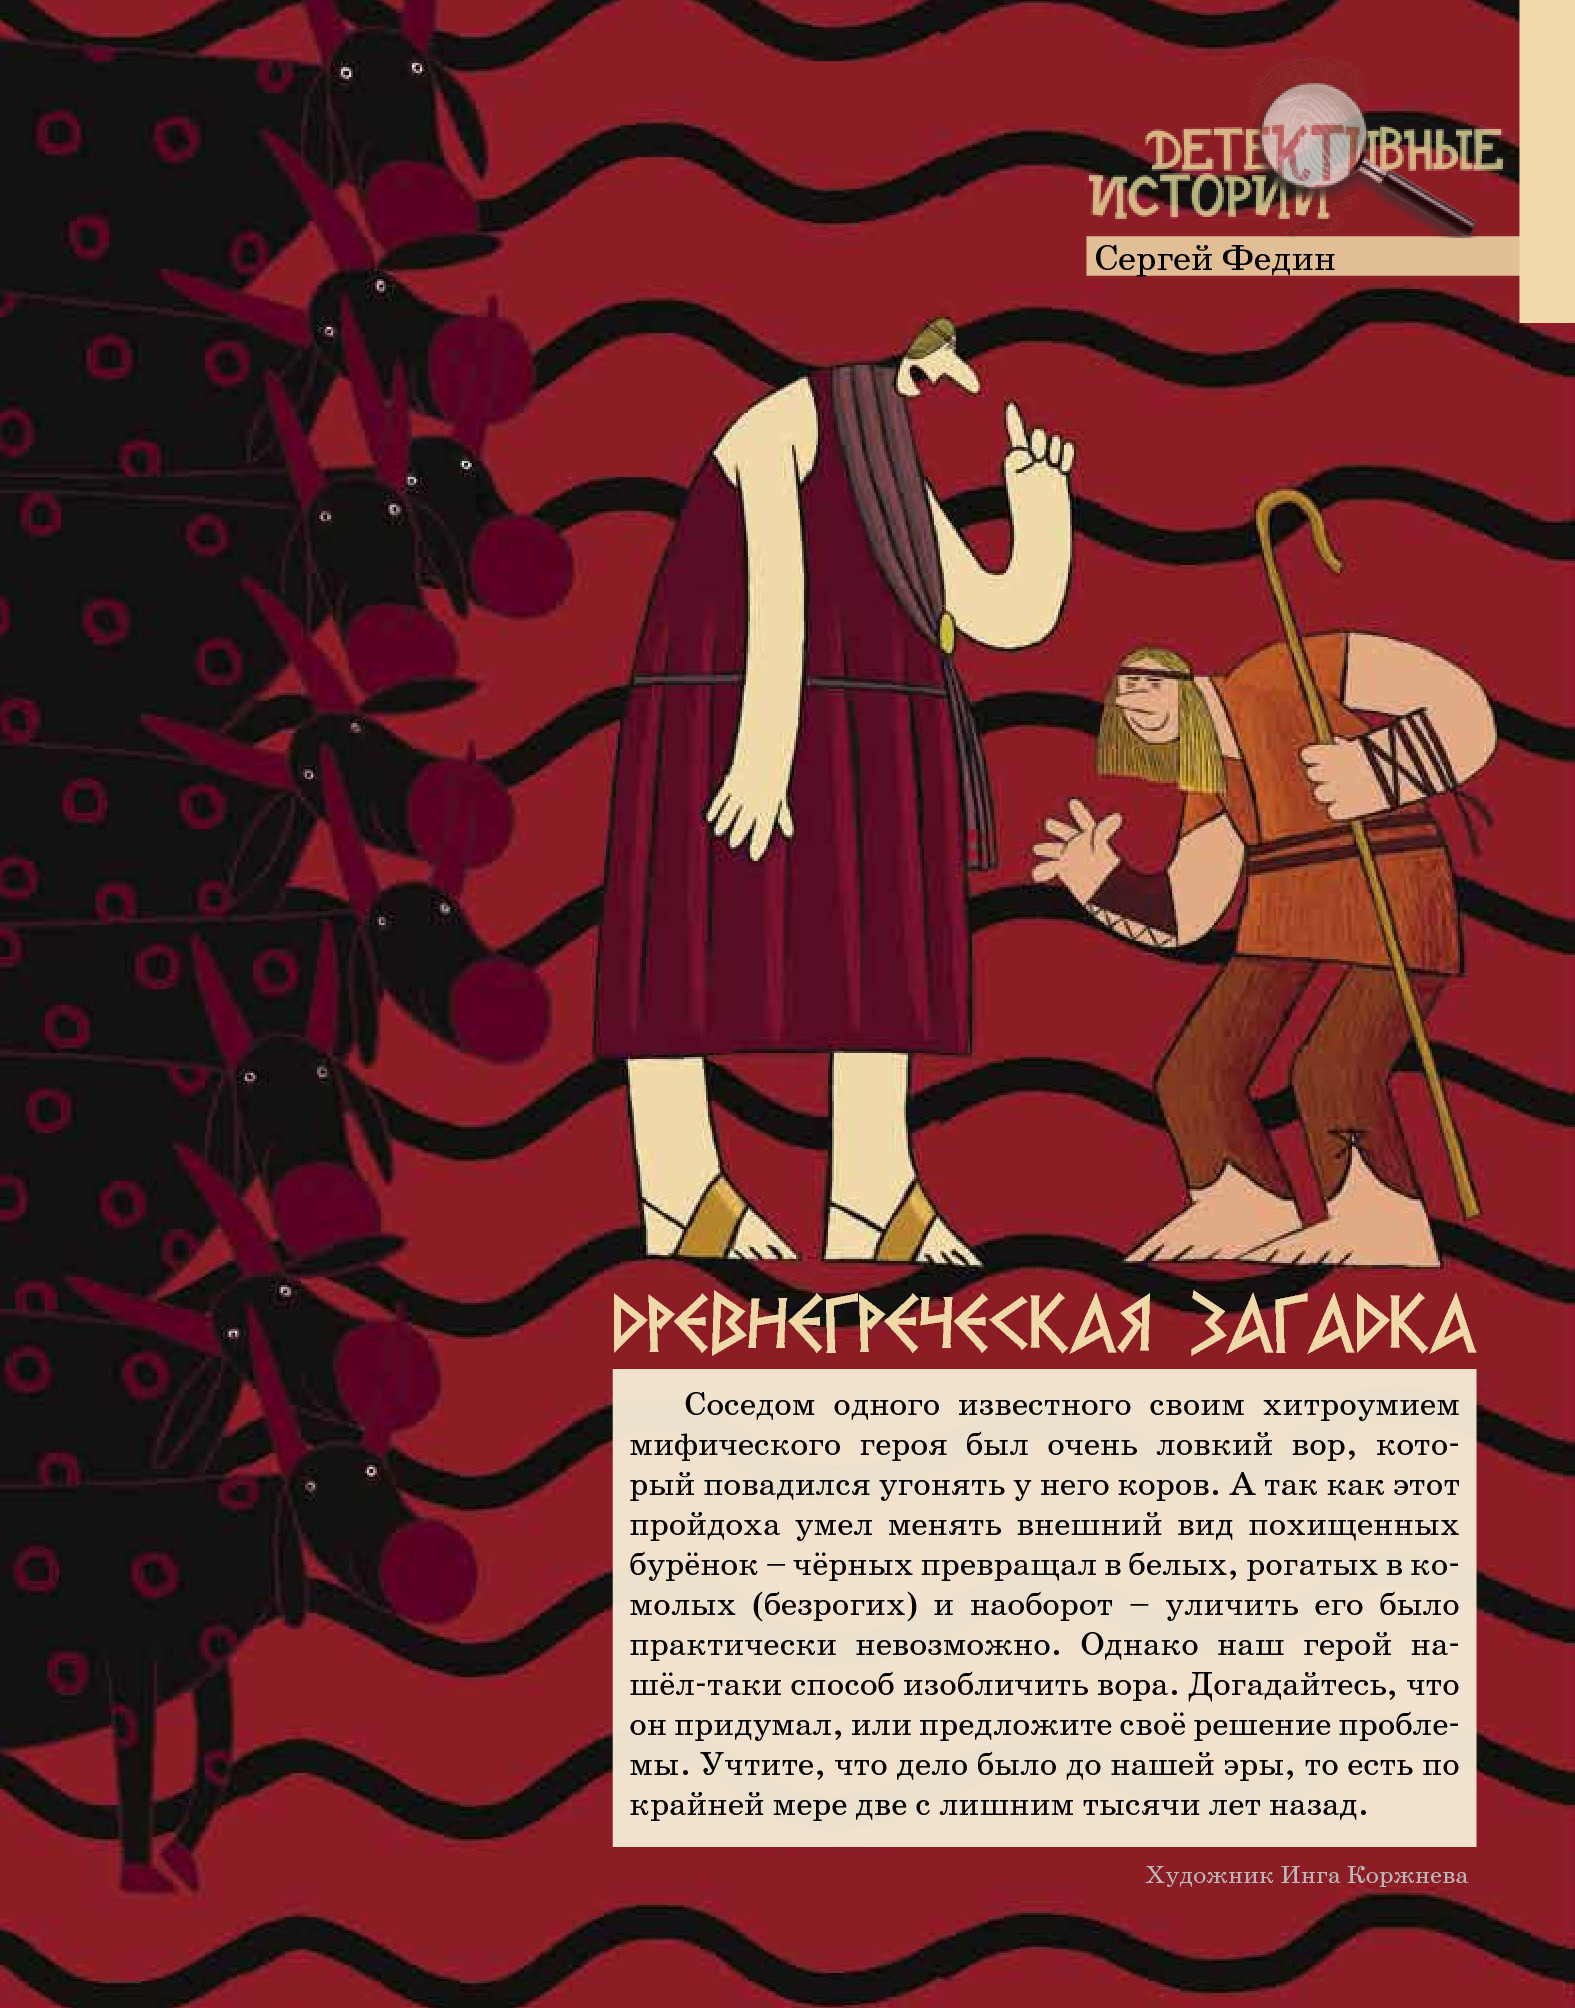 ДЕТЕКТИВНЫЕ
ИСТОРИИ
Сергей Федин
ДРЕВНЕГРЕЧЕСКАЯ ЗАГАДКА
Соседом одного известного своим хитроумием
мифического героя был очень ловкий вор, кото-
рый повадился угонять у него коров. А так как этот
пройдоха умел менять внешний вид похищенных
бурёнок – чёрных превращал в белых, рогатых в ко-
молых (безрогих) и наоборот – уличить его было
практически невозможно. Однако наш герой на-
шёл-таки способ изобличить вора. Догадайтесь, что
он придумал, или предложите своё решение пробле-
мы. Учтите, что дело было до нашей эры, то есть по
крайней мере две с лишним тысячи лет назад.
Художник Инга Коржнева